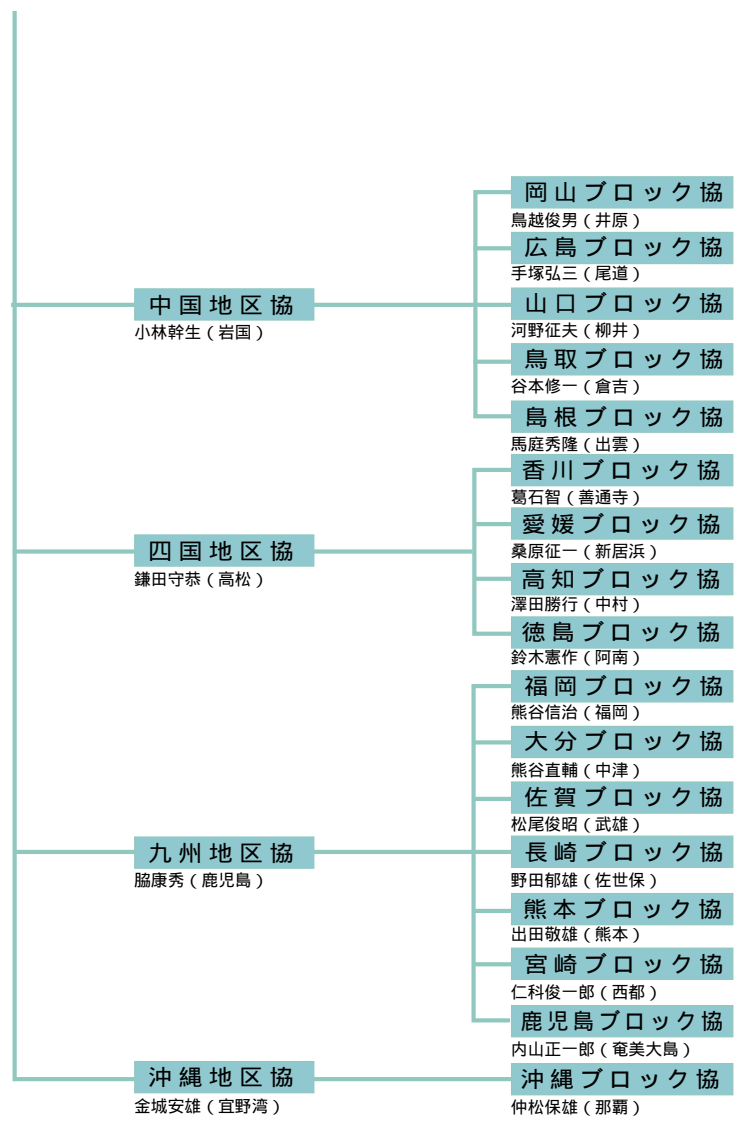 中国地区協
小林幹生（岩国）
岡山ブロック協
鳥越俊男（井原）
広島ブロック協
手塚弘三（尾道）
山口ブロック協
河野征夫（柳井）
鳥取ブロック協
谷本修一（倉吉）
島根ブロック協
馬庭秀隆（出雲）
四国地区協
鎌田守恭（高松）
香川ブロック協
葛石智（善通寺）
愛媛ブロック協
桑原征一（新居浜）
高知ブロック協
澤田勝行（中村）
徳島ブロック協
鈴木憲作（阿南）
九州地区協
脇康秀（鹿児島）
福岡ブロック協
熊谷信治（福岡）
大分ブロック協
熊谷直輔（中津）
佐賀ブロック協
松尾俊昭（武雄）
長崎ブロック協
野田郁雄（佐世保）
熊本ブロック協
出田敬雄（熊本）
宮崎ブロック協
仁科俊一郎（西都）
鹿児島ブロック協
内山正一郎（奄美大島）
沖縄地区協
金城安雄（宜野湾）
沖縄ブロック協
仲松保雄（那覇）